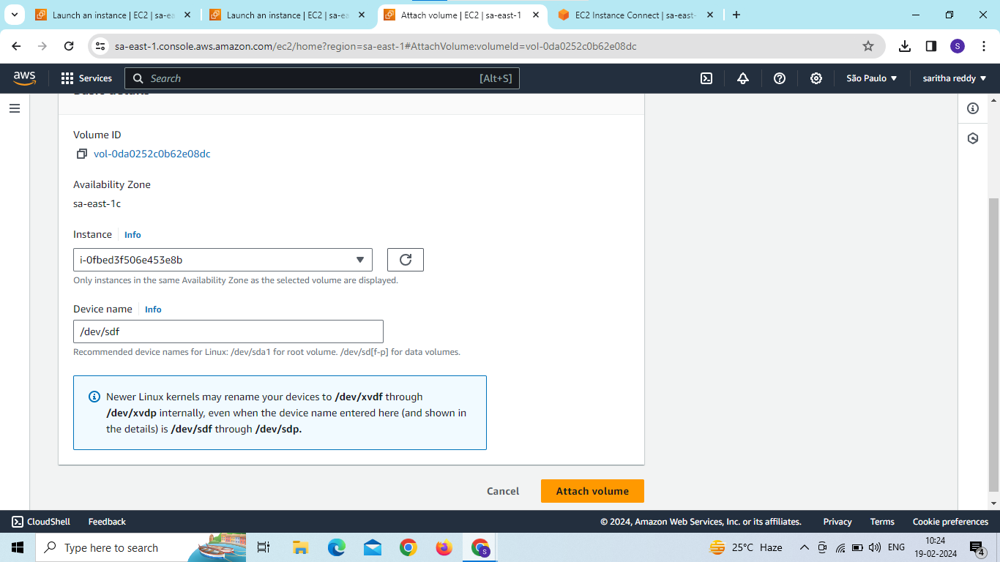 Launch an instance | EC2 | sa-ea
Launch an instance | EC2 | sa-ea
Attach volume | EC2 | sa-east-1
EC2 Instance Connect | sa-east-
sa-east-1.console.aws.amazon.com/ec2/home?region=sa-east-1#AttachVolume:volumeId=vol-0da0252c0b62e08dc
S
aws
Services
Search
[Alt+S]
São Paulo
saritha reddy
Basic details
Volume ID
vol-0da0252c0b62e08dc
Availability Zone
sa-east-1c
Instance Info
i-0fbed3f506e453e8b
Only instances in the same Availability Zone as the selected volume are displayed.
Device name Info
/dev/sdf
Recommended device names for Linux: /dev/sda1 for root volume. /dev/sd[f-p] for data volumes.
Newer Linux kernels may rename your devices to /dev/xvdf through
/dev/xvdp internally, even when the device name entered here (and shown in
the details) is /dev/sdf through /dev/sdp.
Cancel
Attach volume
CloudShell
Feedback
© 2024, Amazon Web Services, Inc. or its affiliates.
Privacy
Terms
Cookie preferences
Type here to search
S
25°C Haze
ENG
10:24
19-02-2024
4